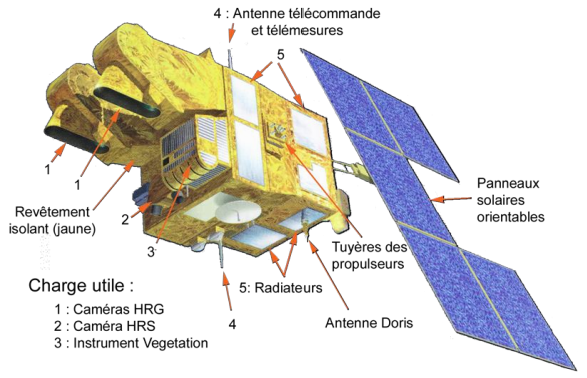 4 : Antenne télécommande
et télémesures
5
1
1
Revêtement
isolant (jaune)
2
3
Panneaux
solaires
orientables
Tuyères des
propulseurs
5: Radiateurs
4
Antenne Doris
Charge utile :
1 : Caméras HRG
2 : Caméra HRS
3 : Instrument Vegetation